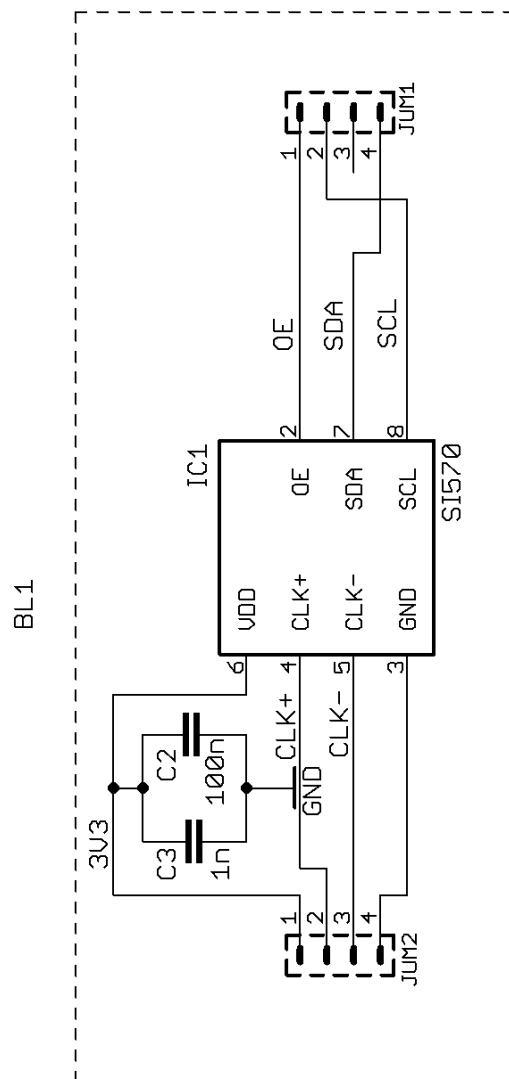 BL1
3V3
C3
1n
C2
100n
GND
IC1
6
VDD
1
CLK+
4
CLK+
OE
2
OE
1
2
2
3
CLK-
5
CLK-
SDA
7
SDA
3
4
3
GND
SCL
8
SCL
4
JUM2
SI570
JUM1